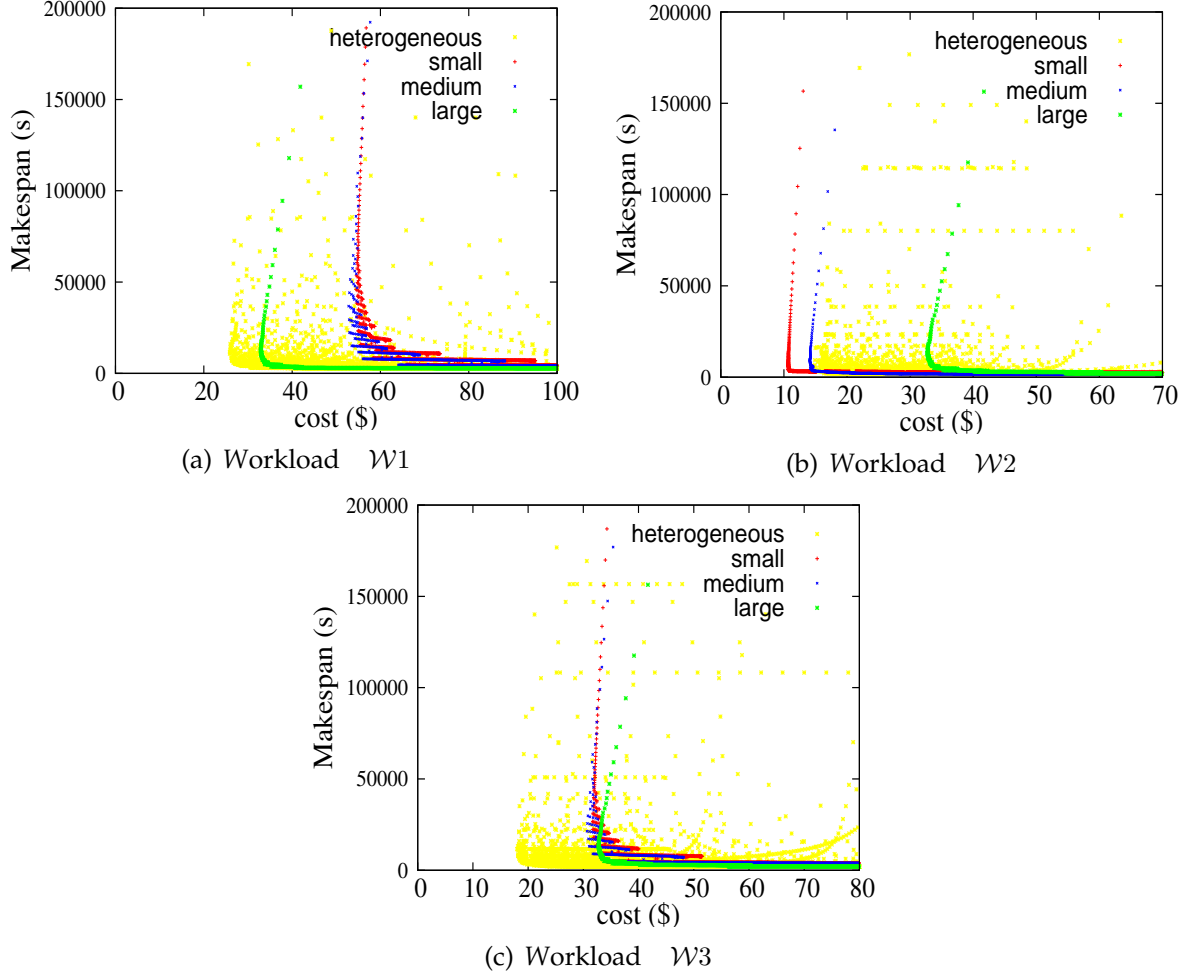 200000
150000
100000
50000
0
0 20 40 60 80 100
Makespan (s)
cost ($)
heterogeneous
small
medium
large
(a) Workload W1
200000
150000
100000
50000
0
0 10 20 30 40 50 60 70
Makespan (s)
cost ($)
heterogeneous
small
medium
large
(b) Workload W2
200000
150000
100000
50000
0
0 10 20 30 40 50 60 70 80
Makespan (s)
cost ($)
heterogeneous
small
medium
large
(c) Workload W3